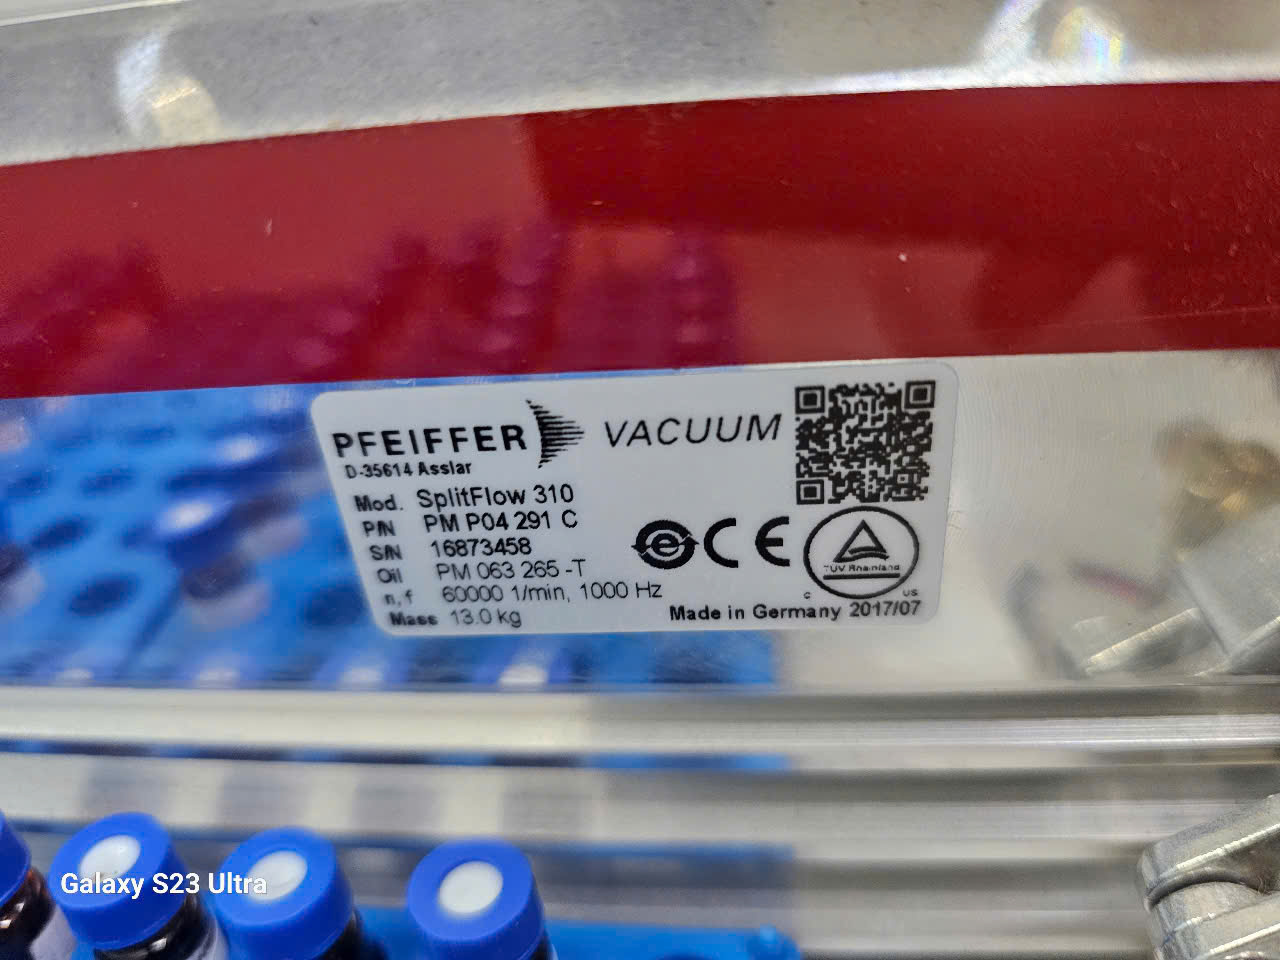 PFEIFFER VACUUM
D-35614 Asslar
Mod. SplitFlow 310
P/N PM P04 291 C
S/N 16873458
Oil PM 063 265 -T
n, f 60000 1/min, 1000 Hz
Mass 13.0 kg
CE
TÜV Rheinland
c us
Made in Germany 2017/07
Galaxy S23 Ultra